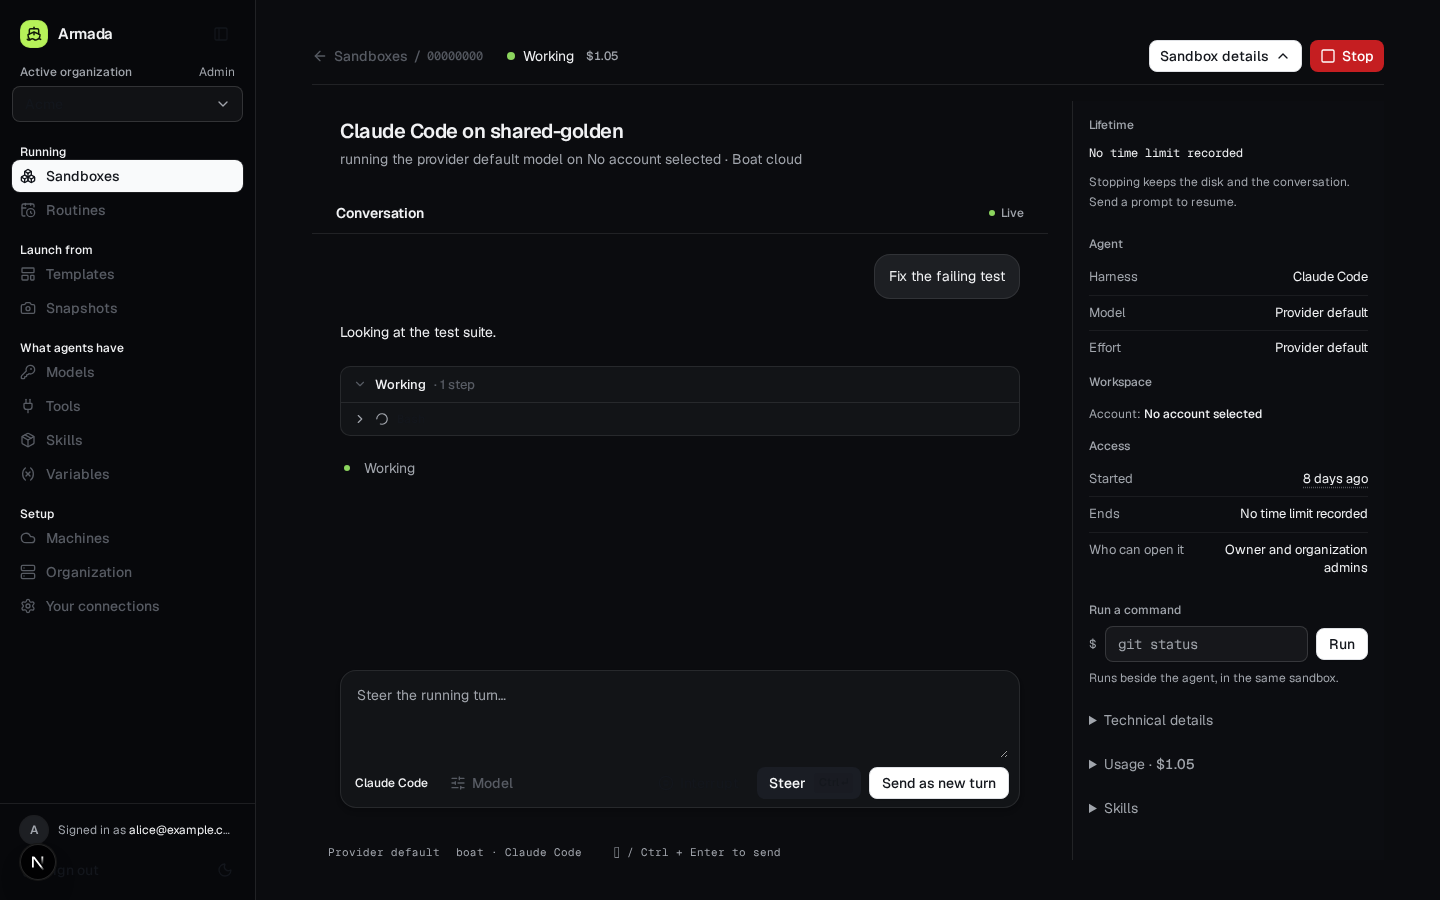 Armada
Active organization
Admin
Running
Sandboxes
Routines
Launch from
Templates
Snapshots
What agents have
Models
Tools
Skills
Variables
Setup
Machines
Organization
Your connections
A
Signed in as alice@example.c...
N
out
Sandboxes / 00000000
Working
$1.05
Sandbox details
Stop
Claude Code on shared-golden
running the provider default model on No account selected · Boat cloud
Conversation
Live
Fix the failing test
Looking at the test suite.
Working · 1 step
Working
Steer the running turn...
Claude Code
Model
Steer
Send as new turn
Provider default boat · Claude Code
/ Ctrl + Enter to send
Lifetime
No time limit recorded
Stopping keeps the disk and the conversation.
Send a prompt to resume.
Agent
Harness
Claude Code
Model
Provider default
Effort
Provider default
Workspace
Account: No account selected
Access
Started
8 days ago
Ends
No time limit recorded
Who can open it
Owner and organization
admins
Run a command
$
git status
Run
Runs beside the agent, in the same sandbox.
Technical details
Usage · $1.05
Skills